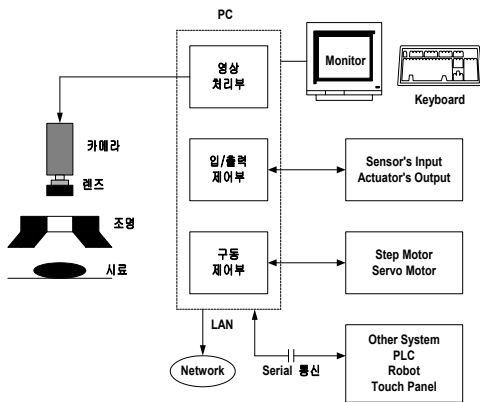 PC
영상
처리부
Monitor
Keyboard
카메라
렌즈
조명
시료
입/출력
제어부
Sensor's Input
Actuator's Output
구동
제어부
Step Motor
Servo Motor
LAN
Network
Serial 통신
Other System
PLC
Robot
Touch Panel